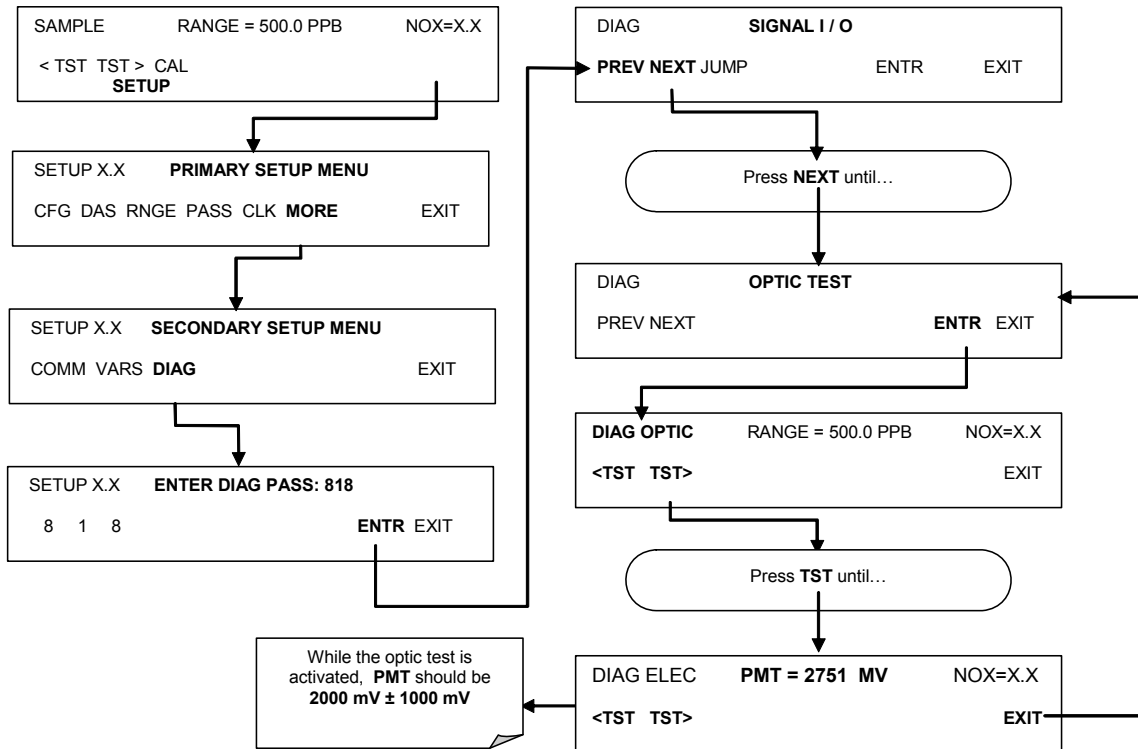 SAMPLE RANGE = 500.0 PPB NOX=X.X
< TST TST > CAL
SETUP
SETUP X.X PRIMARY SETUP MENU
CFG DAS RNGE PASS CLK MORE EXIT
SETUP X.X SECONDARY SETUP MENU
COMM VARS DIAG EXIT
SETUP X.X ENTER DIAG PASS: 818
8 1 8 ENTR EXIT
DIAG SIGNAL I / O
PREV NEXT JUMP ENTR EXIT
Press NEXT until…
DIAG OPTIC TEST
PREV NEXT ENTR EXIT
DIAG OPTIC RANGE = 500.0 PPB NOX=X.X
<TST TST> EXIT
Press TST until…
DIAG ELEC PMT = 2751 MV NOX=X.X
<TST TST> EXIT
While the optic test is
activated, PMT should be
2000 mV ± 1000 mV